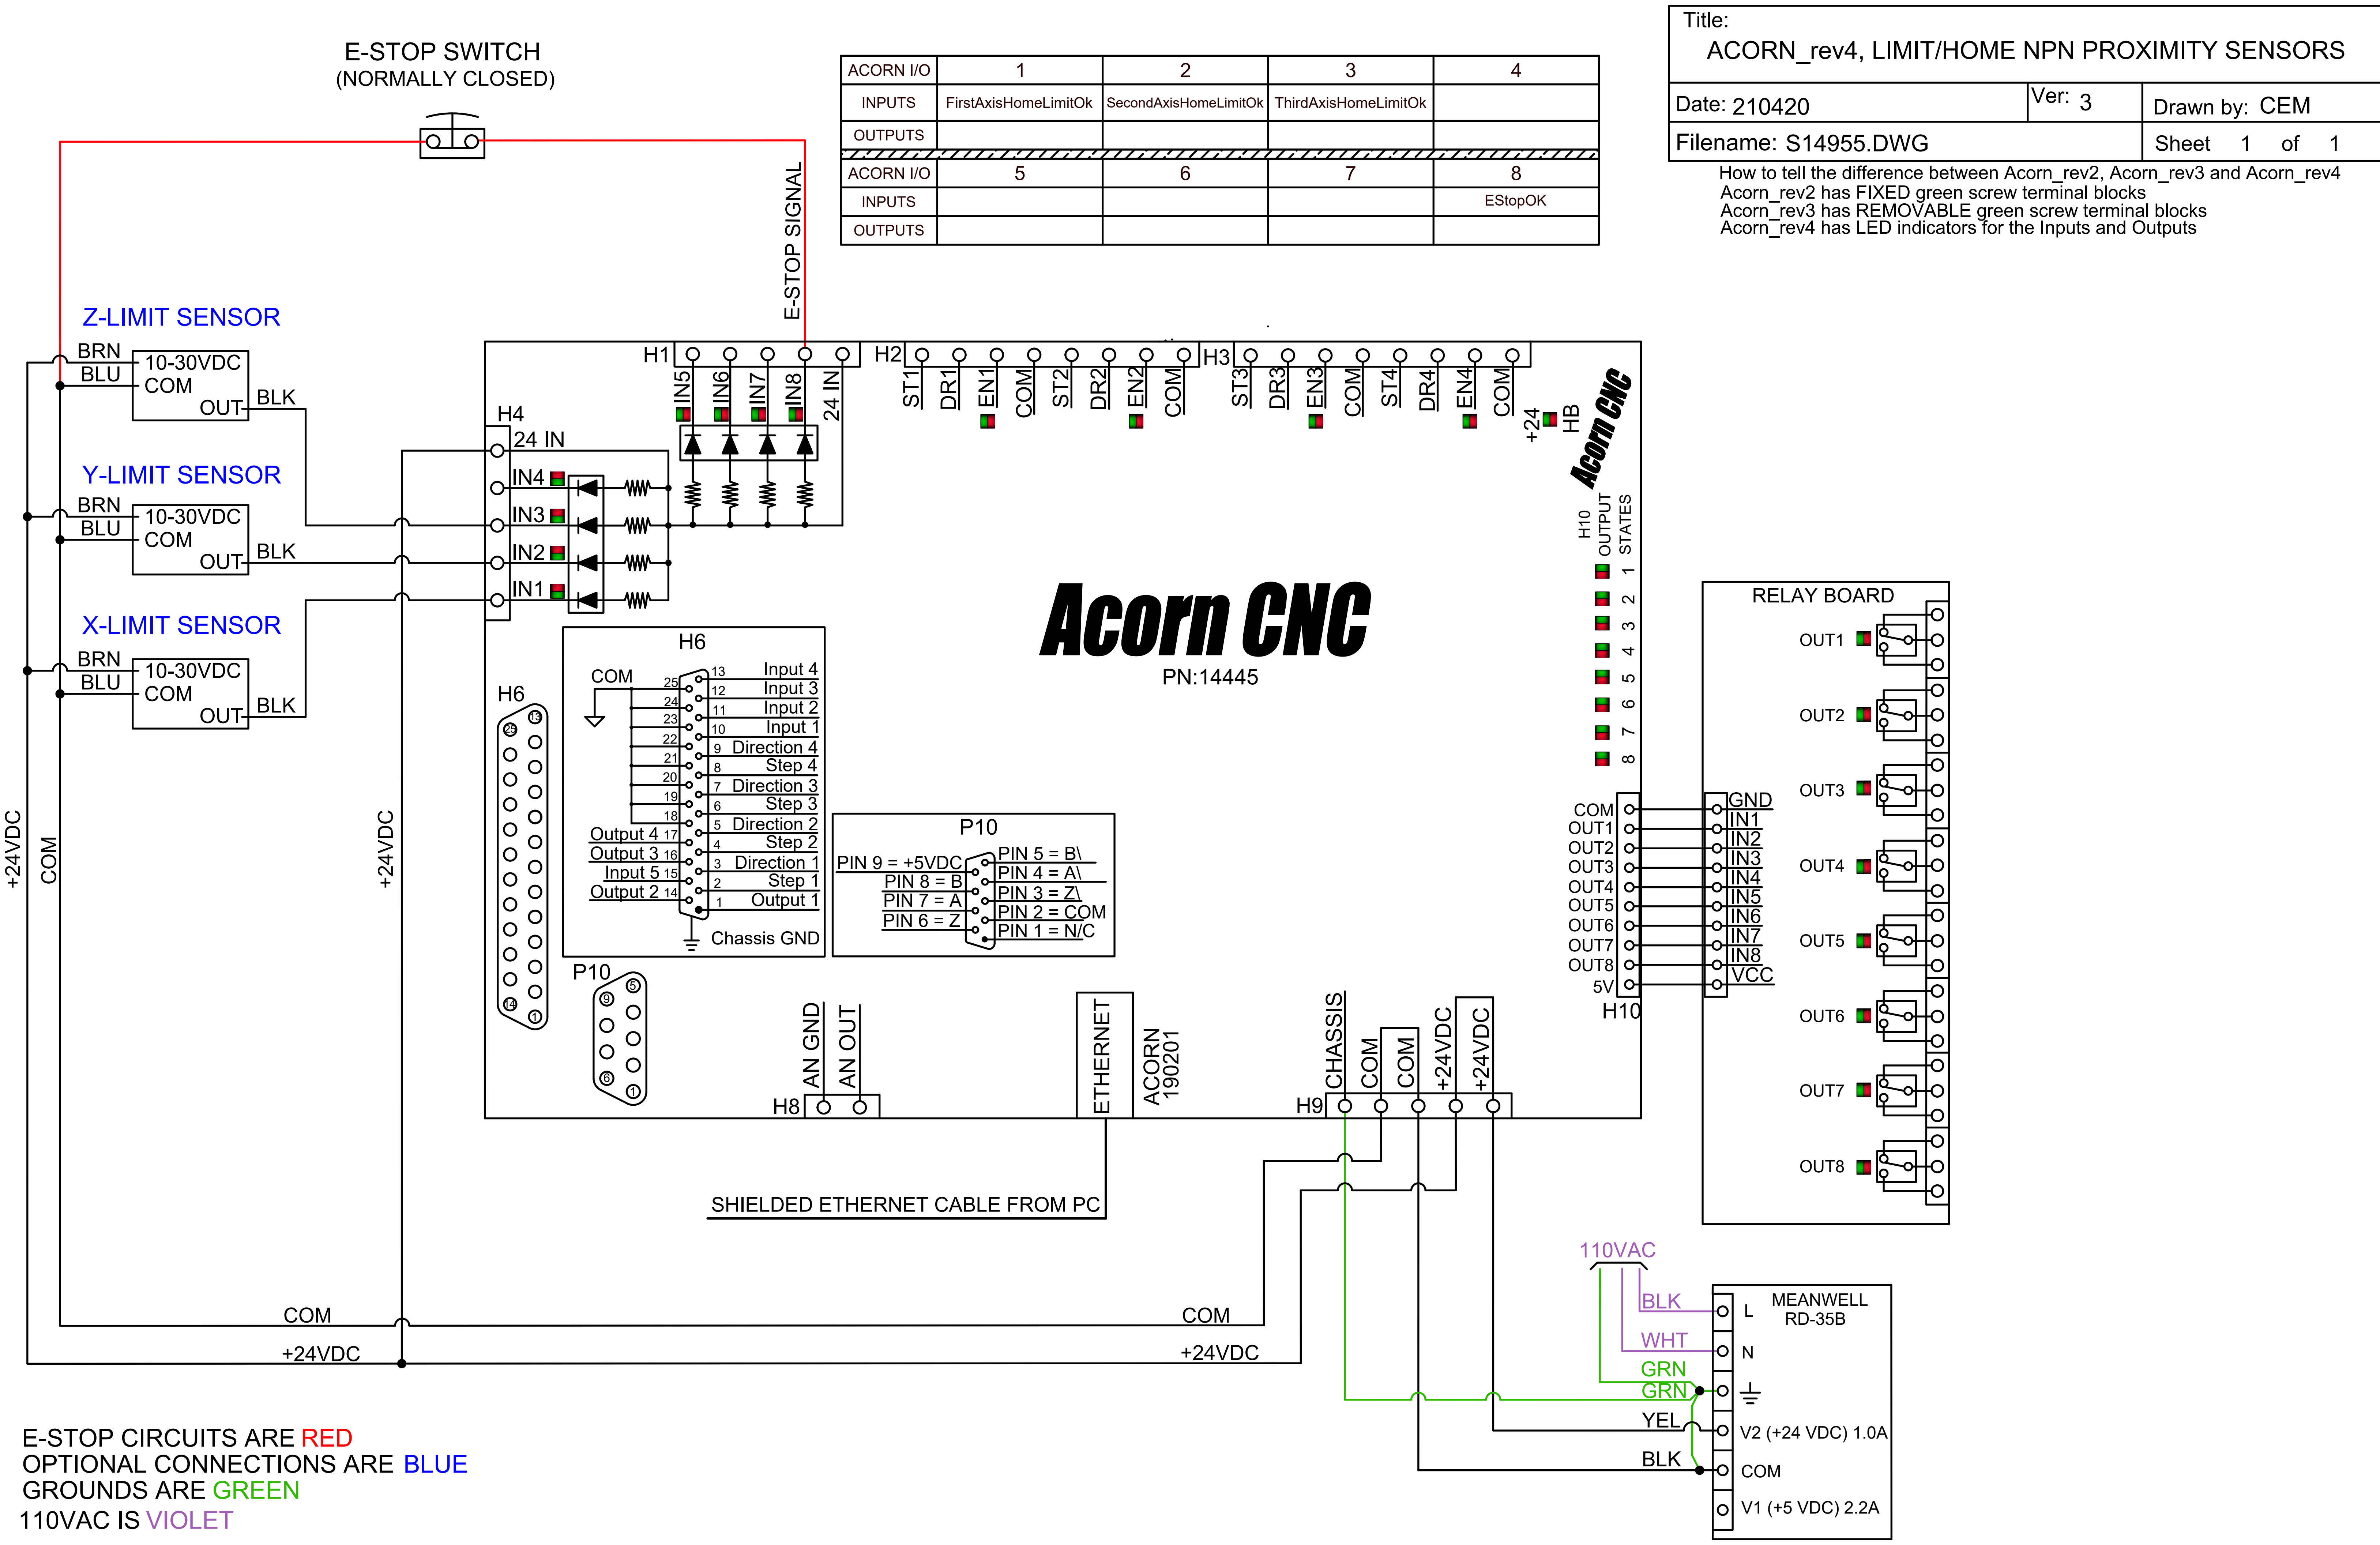 Title:
ACORN_rev4, LIMIT/HOME NPN PROXIMITY SENSORS
Date: 210420
Ver: 3
Drawn by: CEM
Filename: S14955.DWG
Sheet 1 of 1
How to tell the difference between Acorn_rev2, Acorn_rev3 and Acorn_rev4
Acorn_rev2 has FIXED green screw terminal blocks
Acorn_rev3 has REMOVABLE green screw terminal blocks
Acorn_rev4 has LED indicators for the Inputs and Outputs
E-STOP SWITCH
(NORMALLY CLOSED)
E-STOP SIGNAL
ACORN I/O 1 2 3 4
INPUTS FirstAxisHomeLimitOk SecondAxisHomeLimitOk ThirdAxisHomeLimitOk
OUTPUTS
ACORN I/O 5 6 7 8
INPUTS EStopOK
OUTPUTS
Z-LIMIT SENSOR
BRN
BLU
10-30VDC
COM
OUT
BLK
Y-LIMIT SENSOR
BRN
BLU
10-30VDC
COM
OUT
BLK
X-LIMIT SENSOR
BRN
BLU
10-30VDC
COM
OUT
BLK
+24VDC
COM
+24VDC
H1
IN5
IN6
IN7
IN8
24 IN
H2
ST1
DR1
EN1
COM
ST2
DR2
EN2
COM
H3
ST3
DR3
EN3
COM
ST4
DR4
EN4
COM
+24
HB
Acorn CNC
H4
24 IN
IN4
IN3
IN2
IN1
H10
OUTPUT
STATES
1
2
3
4
5
6
7
8
Acorn CNC
PN:14445
H6
13
25
14
1
H6
COM
25
24
23
22
21
20
19
18
Output 4 17
Output 3 16
Input 5 15
Output 2 14
13 Input 4
12 Input 3
11 Input 2
10 Input 1
9 Direction 4
8 Step 4
7 Direction 3
6 Step 3
5 Direction 2
4 Step 2
3 Direction 1
2 Step 1
1 Output 1
Chassis GND
P10
PIN 9 = +5VDC
PIN 8 = B
PIN 7 = A
PIN 6 = Z
PIN 5 = B\
PIN 4 = A\
PIN 3 = Z\
PIN 2 = COM
PIN 1 = N/C
P10
5
9
6
1
H8
AN GND
AN OUT
ETHERNET
ACORN
190201
SHIELDED ETHERNET CABLE FROM PC
H9
CHASSIS
COM
COM
+24VDC
+24VDC
COM
OUT1
OUT2
OUT3
OUT4
OUT5
OUT6
OUT7
OUT8
5V
H10
RELAY BOARD
GND
IN1
IN2
IN3
IN4
IN5
IN6
IN7
IN8
VCC
OUT1
OUT2
OUT3
OUT4
OUT5
OUT6
OUT7
OUT8
COM
COM
+24VDC
+24VDC
110VAC
BLK
WHT
GRN
GRN
YEL
BLK
MEANWELL
RD-35B
L
N
V2 (+24 VDC) 1.0A
COM
V1 (+5 VDC) 2.2A
E-STOP CIRCUITS ARE RED
OPTIONAL CONNECTIONS ARE BLUE
GROUNDS ARE GREEN
110VAC IS VIOLET